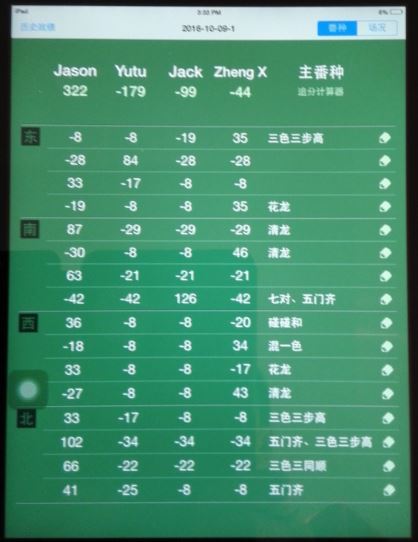 iPad 3:50 PM 8%
历史战绩 2016-10-09-1 番种 场况
Jason Yutu Jack Zheng X 主番种
322 -179 -99 -44 追分计算器
东 -8 -8 -19 35 三色三步高
-28 84 -28 -28
33 -17 -8 -8
-19 -8 -8 35 花龙
南 87 -29 -29 -29 清龙
-30 -8 -8 46 清龙
63 -21 -21 -21
-42 -42 126 -42 七对、五门齐
西 36 -8 -8 -20 碰碰和
-18 -8 -8 34 混一色
33 -8 -8 -17 花龙
-27 -8 -8 43 清龙
北 33 -17 -8 -8 三色三步高
102 -34 -34 -34 五门齐、三色三步高
66 -22 -22 -22 三色三同顺
41 -25 -8 -8 五门齐